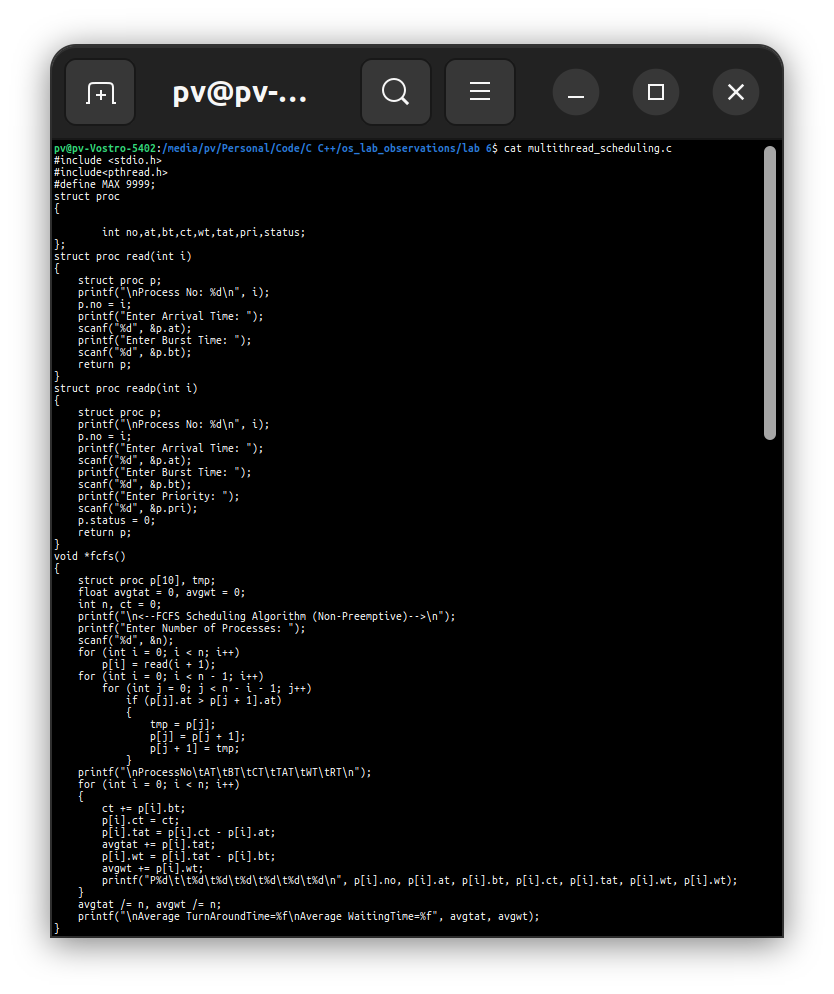 pv@pv-...
pv@pv-Vostro-5402:/media/pv/Personal/Code/C C++/os_lab_observations/lab 6$ cat multithread_scheduling.c
#include <stdio.h>
#include<pthread.h>
#define MAX 9999;
struct proc
{

        int no,at,bt,ct,wt,tat,pri,status;
};
struct proc read(int i)
{
    struct proc p;
    printf("\nProcess No: %d\n", i);
    p.no = i;
    printf("Enter Arrival Time: ");
    scanf("%d", &p.at);
    printf("Enter Burst Time: ");
    scanf("%d", &p.bt);
    return p;
}
struct proc readp(int i)
{
    struct proc p;
    printf("\nProcess No: %d\n", i);
    p.no = i;
    printf("Enter Arrival Time: ");
    scanf("%d", &p.at);
    printf("Enter Burst Time: ");
    scanf("%d", &p.bt);
    printf("Enter Priority: ");
    scanf("%d", &p.pri);
    p.status = 0;
    return p;
}
void *fcfs()
{
    struct proc p[10], tmp;
    float avgtat = 0, avgwt = 0;
    int n, ct = 0;
    printf("\n<--FCFS Scheduling Algorithm (Non-Preemptive)-->\n");
    printf("Enter Number of Processes: ");
    scanf("%d", &n);
    for (int i = 0; i < n; i++)
        p[i] = read(i + 1);
    for (int i = 0; i < n - 1; i++)
        for (int j = 0; j < n - i - 1; j++)
            if (p[j].at > p[j + 1].at)
            {
                tmp = p[j];
                p[j] = p[j + 1];
                p[j + 1] = tmp;
            }
    printf("\nProcessNo\tAT\tBT\tCT\tTAT\tWT\tRT\n");
    for (int i = 0; i < n; i++)
    {
        ct += p[i].bt;
        p[i].ct = ct;
        p[i].tat = p[i].ct - p[i].at;
        avgtat += p[i].tat;
        p[i].wt = p[i].tat - p[i].bt;
        avgwt += p[i].wt;
        printf("P%d\t\t%d\t%d\t%d\t%d\t%d\t%d\n", p[i].no, p[i].at, p[i].bt, p[i].ct, p[i].tat, p[i].wt, p[i].wt);
    }
    avgtat /= n, avgwt /= n;
    printf("\nAverage TurnAroundTime=%f\nAverage WaitingTime=%f", avgtat, avgwt);
}